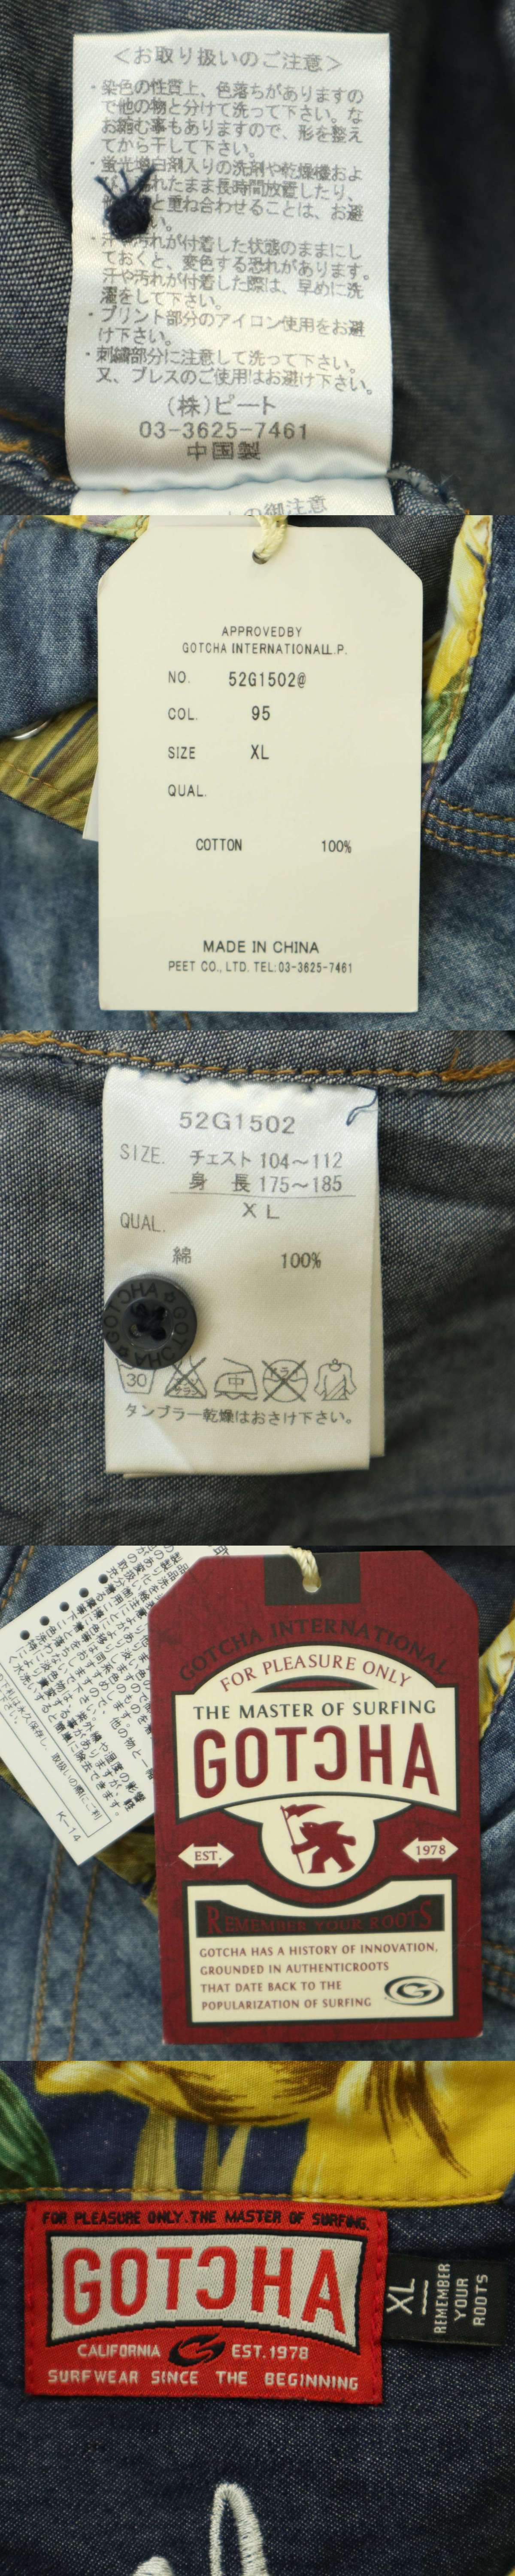 ＜お取り扱いのご注意＞
・染色の性質上、色落ちがありますの
で他の物と分けて洗って下さい。な
お縮む事もありますので、形を整え
てから干して下さい。
・蛍光増白剤入りの洗剤や乾燥機およ
れたまま長時間放置したり、
と重ね合わせることは、お避
い。
・汗や汚れが付着した状態のままにし
ておくと、変色する恐れがあります。
汗や汚れが付着した際は、早めに洗
濯をして下さい。
・プリント部分のアイロン使用をお避
け下さい。
・刺繍部分に注意して洗って下さい。
又、プレスのご使用はお避け下さい。
(株)ピート
03-3625-7461
中国製
の御注意
APPROVEDBY
GOTCHA INTERNATIONALL.P.
NO. 52G1502@
COL. 95
SIZE XL
QUAL.
COTTON 100%
MADE IN CHINA
PEET CO., LTD. TEL:03-3625-7461
52G1502
SIZE. チェスト 104～112
身 長 175～185
XL
QUAL.
綿 100%
GOTCHA
30
中
タンブラー乾燥はおさけ下さい。
K-14
GOTCHA INTERNATIONAL
FOR PLEASURE ONLY
THE MASTER OF SURFING
GOTCHA
EST. 1978
REMEMBER YOUR ROOTS
GOTCHA HAS A HISTORY OF INNOVATION,
GROUNDED IN AUTHENTICROOTS
THAT DATE BACK TO THE
POPULARIZATION OF SURFING
FOR PLEASURE ONLY. THE MASTER OF SURFING.
GOTCHA
CALIFORNIA EST.1978
SURFWEAR SINCE THE BEGINNING
XL
REMEMBER
YOUR
ROOTS